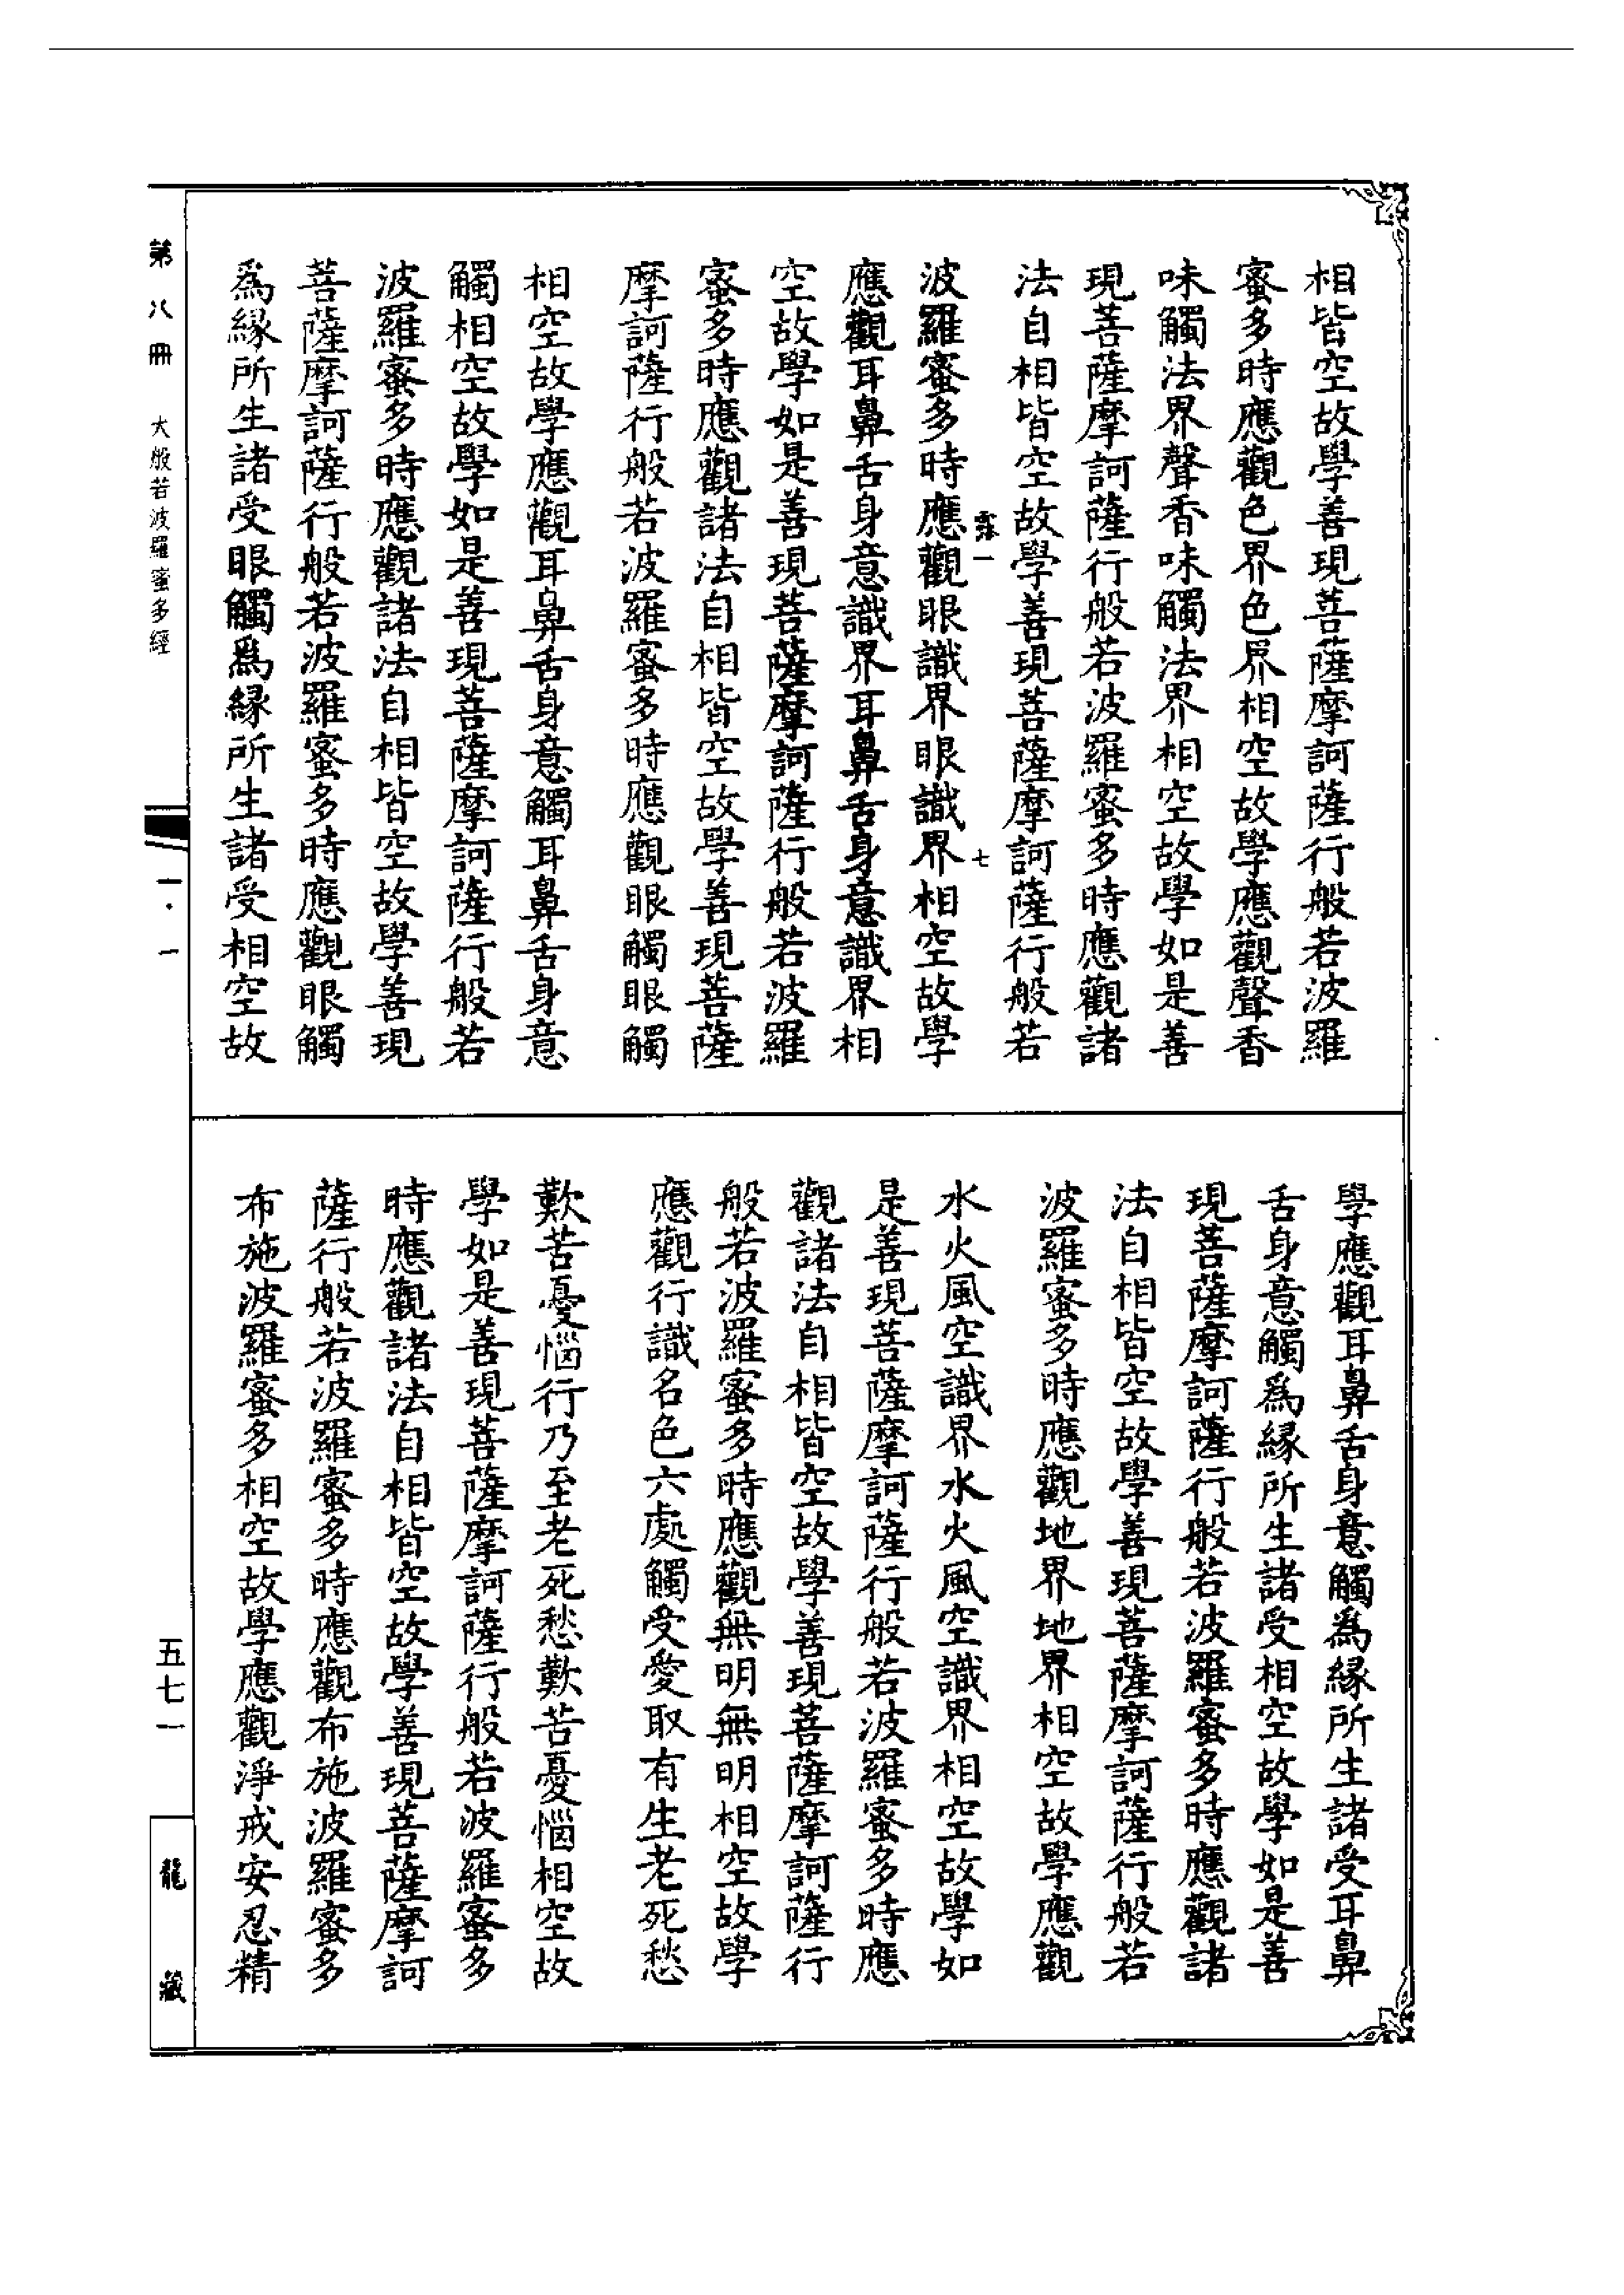 相皆空故學善現菩薩摩訶薩行般若波羅
蜜多時應觀色界色界相空故學應觀聲香
味觸法界聲香味觸法界相空故學如是善
現菩薩摩訶薩行般若波羅蜜多時應觀諸
法自相皆空故學善現菩薩摩訶薩行般若
露一 七
波羅蜜多時應觀眼識界眼識界相空故學
應觀耳鼻舌身意識界耳鼻舌身意識界相
空故學如是善現菩薩摩訶薩行般若波羅
蜜多時應觀諸法自相皆空故學善現菩薩
摩訶薩行般若波羅蜜多時應觀眼觸眼觸
相空故學應觀耳鼻舌身意觸耳鼻舌身意
觸相空故學如是善現菩薩摩訶薩行般若
波羅蜜多時應觀諸法自相皆空故學善現
菩薩摩訶薩行般若波羅蜜多時應觀眼觸
爲緣所生諸受眼觸爲緣所生諸受相空故
學應觀耳鼻舌身意觸爲緣所生諸受耳鼻
舌身意觸爲緣所生諸受相空故學如是善
現菩薩摩訶薩行般若波羅蜜多時應觀諸
法自相皆空故學善現菩薩摩訶薩行般若
波羅蜜多時應觀地界地界相空故學應觀
水火風空識界水火風空識界相空故學如
是善現菩薩摩訶薩行般若波羅蜜多時應
觀諸法自相皆空故學善現菩薩摩訶薩行
般若波羅蜜多時應觀無明無明相空故學
應觀行識名色六處觸受愛取有生老死愁
歎苦憂惱行乃至老死愁歎苦憂惱相空故
學如是善現菩薩摩訶薩行般若波羅蜜多
時應觀諸法自相皆空故學善現菩薩摩訶
薩行般若波羅蜜多時應觀布施波羅蜜多
布施波羅蜜多相空故學應觀淨戒安忍精
第八冊 大般若波羅蜜多經 一·一 五七一 龍藏